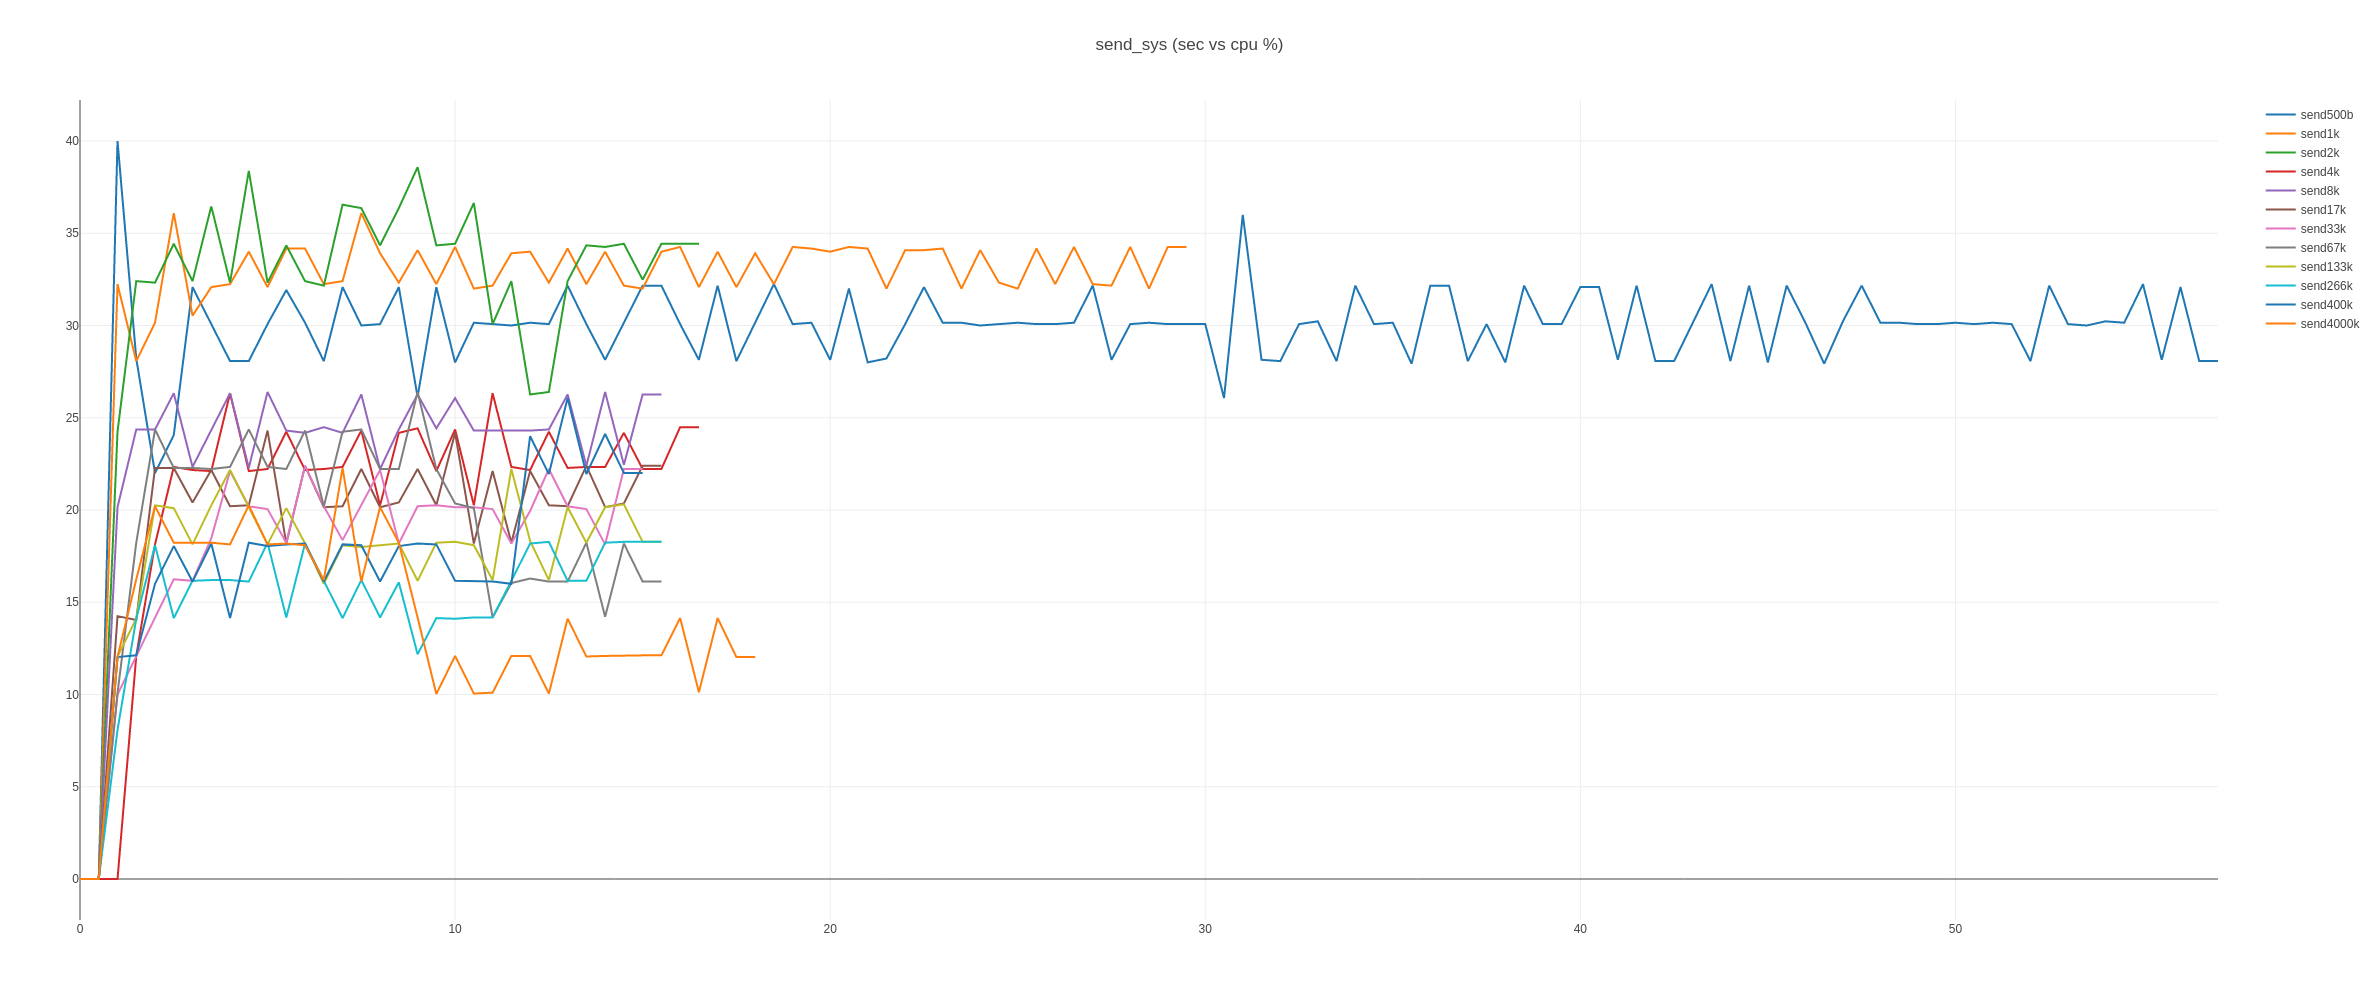 send_sys (sec vs cpu %)
40
35
30
25
20
15
10
5
0
0 10 20 30 40 50
send500b
send1k
send2k
send4k
send8k
send17k
send33k
send67k
send133k
send266k
send400k
send4000k